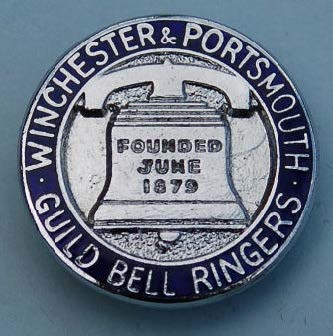 · WINCHESTER & PORTSMOUTH ·
GUILD BELL RINGERS
FOUNDED
JUNE
1879